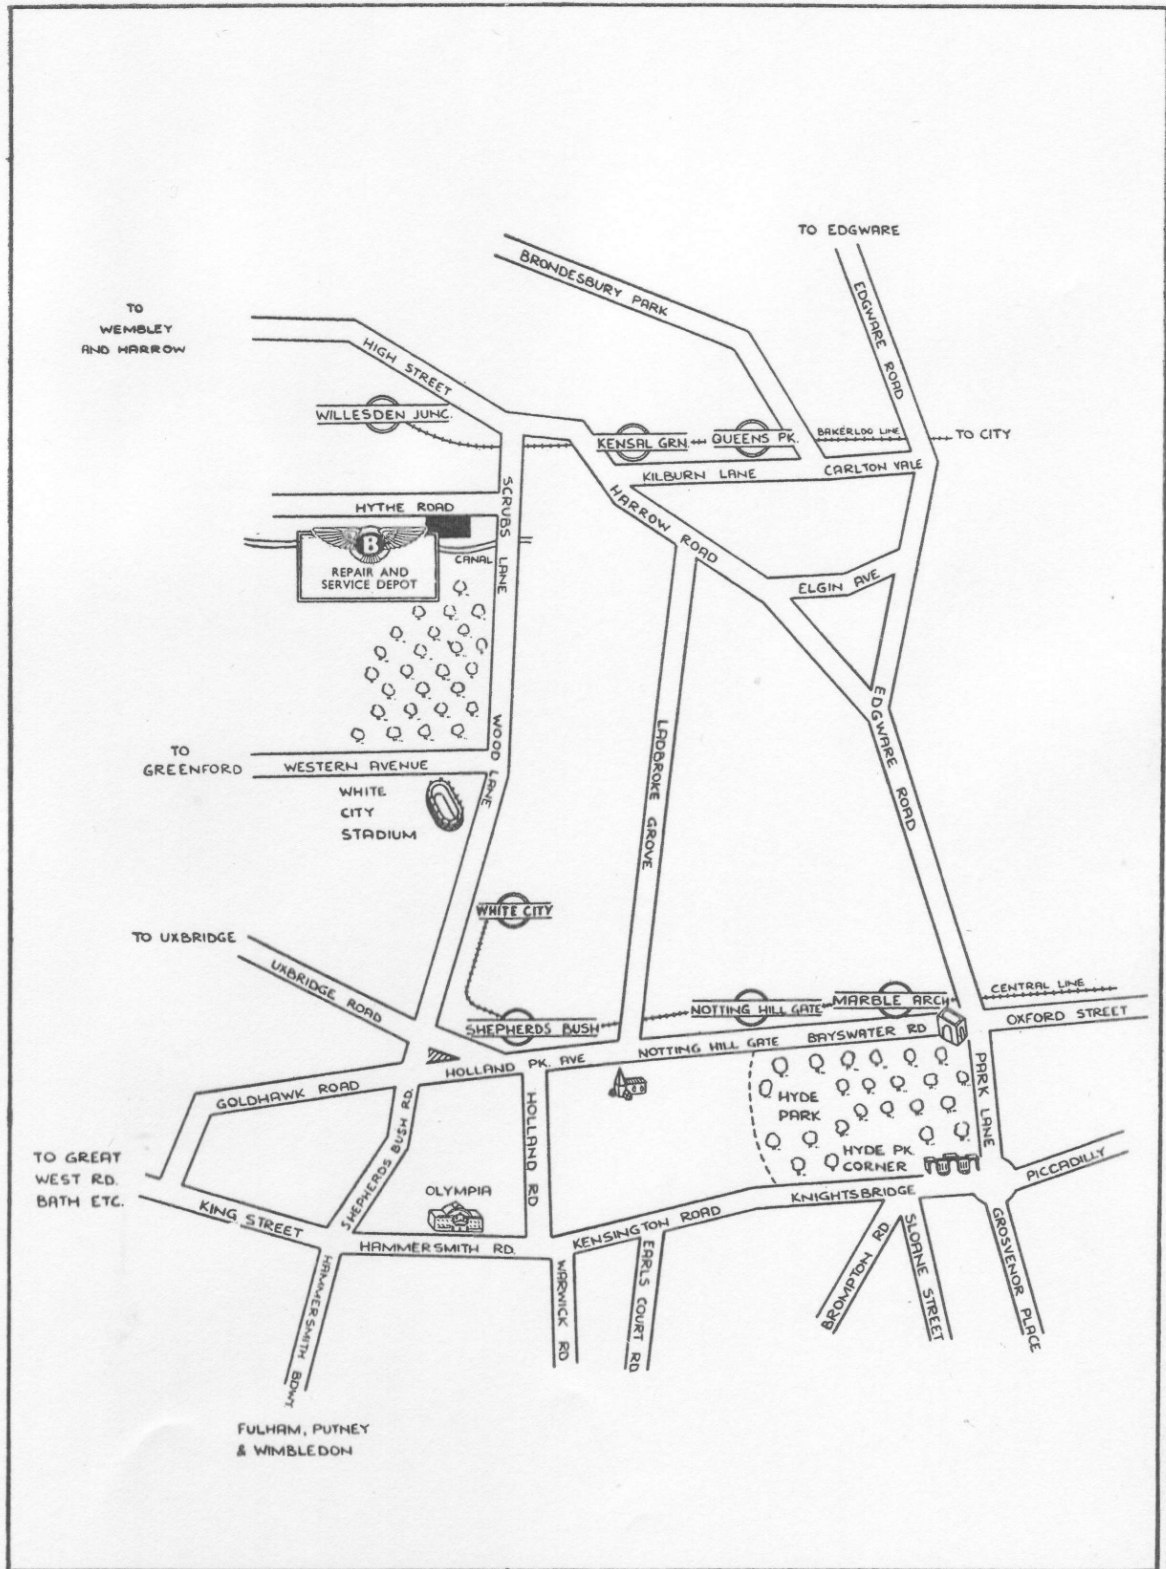 TO EDGWARE
BRONDESBURY PARK
EDGWARE ROAD
TO
WEMBLEY
AND HARROW
HIGH STREET
WILLESDEN JUNC.
KENSAL GRN.
QUEENS PK.
BAKERLOO LINE
TO CITY
KILBURN LANE
CARLTON VALE
HYTHE ROAD
SCRUBS LANE
HARROW ROAD
B
REPAIR AND
SERVICE DEPOT
CANAL
ELGIN AVE
EDGWARE ROAD
WOOD LANE
LADBROKE GROVE
TO
GREENFORD
WESTERN AVENUE
WHITE
CITY
STADIUM
WHITE CITY
TO UXBRIDGE
UXBRIDGE ROAD
SHEPHERDS BUSH
NOTTING HILL GATE
MARBLE ARCH
CENTRAL LINE
OXFORD STREET
HOLLAND PK. AVE
NOTTING HILL GATE
BAYSWATER RD
GOLDHAWK ROAD
SHEPHERDS BUSH RD.
HOLLAND RD
HYDE
PARK
PARK LANE
HYDE PK.
CORNER
PICCADILLY
TO GREAT
WEST RD.
BATH ETC.
KING STREET
OLYMPIA
HAMMERSMITH RD.
KENSINGTON ROAD
KNIGHTSBRIDGE
HAMMERSMITH BDWY
WARWICK RD
EARLS COURT RD
BROMPTON RD
SLOANE STREET
GROSVENOR PLACE
FULHAM, PUTNEY
& WIMBLEDON